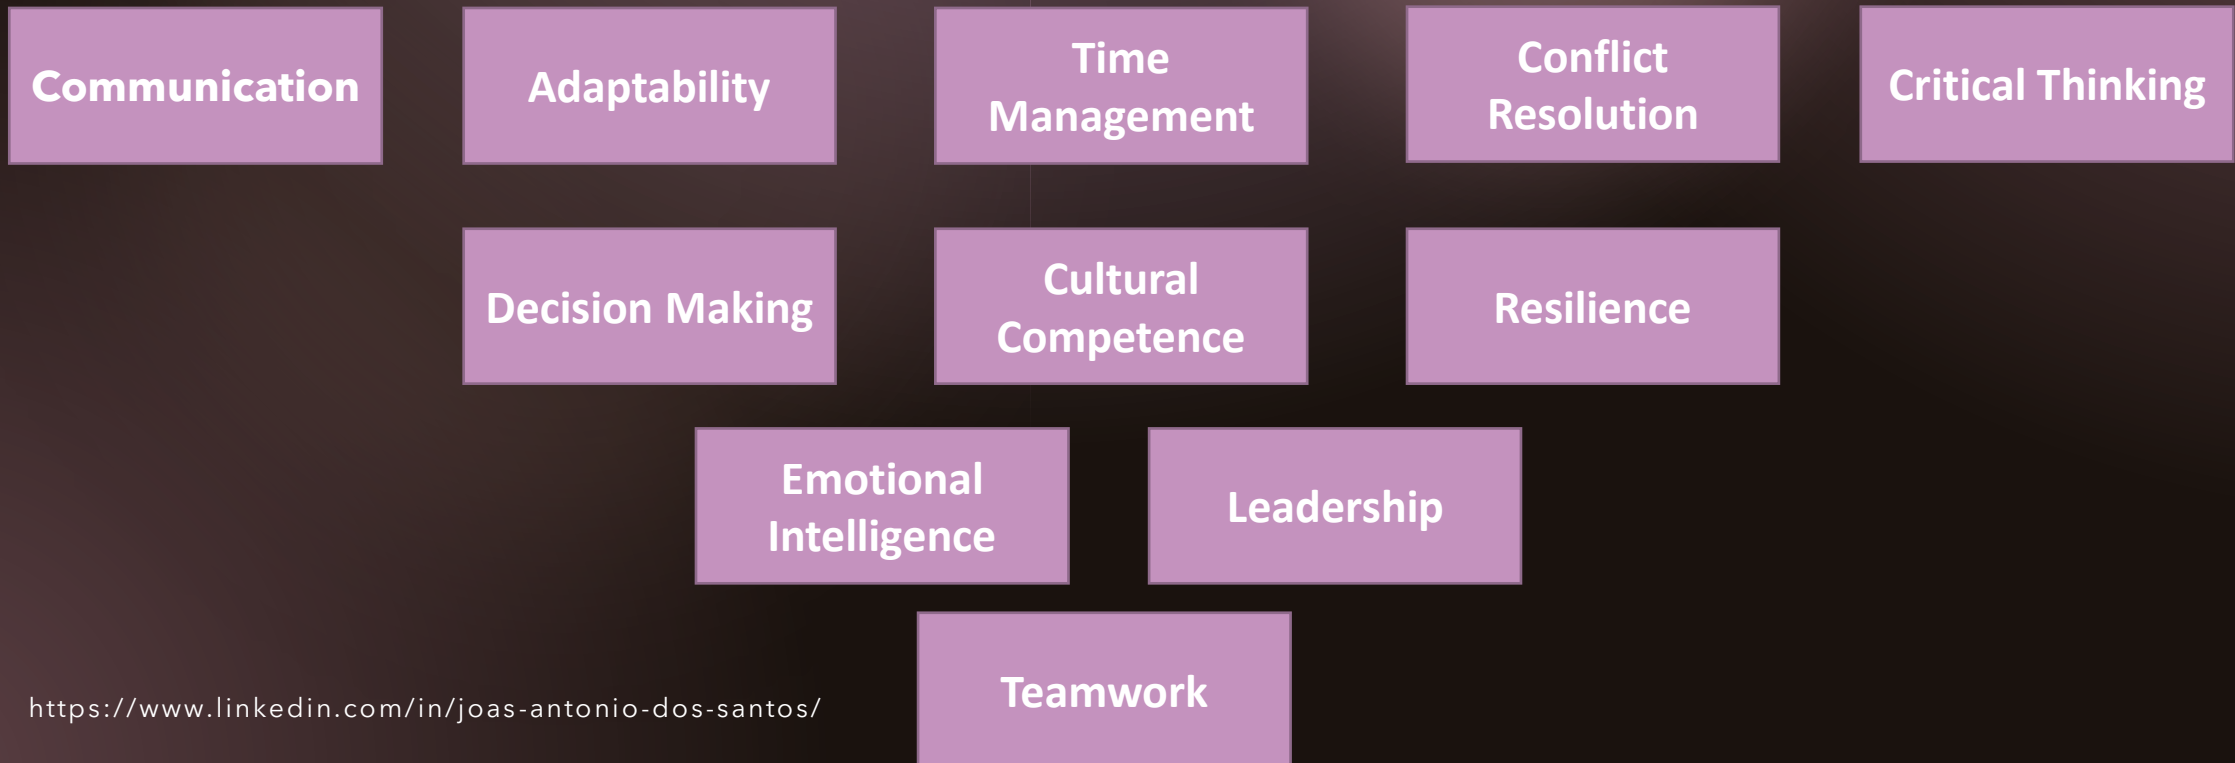 Communication
Adaptability
Time
Management
Conflict
Resolution
Critical Thinking
Decision Making
Cultural
Competence
Resilience
Emotional
Intelligence
Leadership
Teamwork
https://www.linkedin.com/in/joas-antonio-dos-santos/